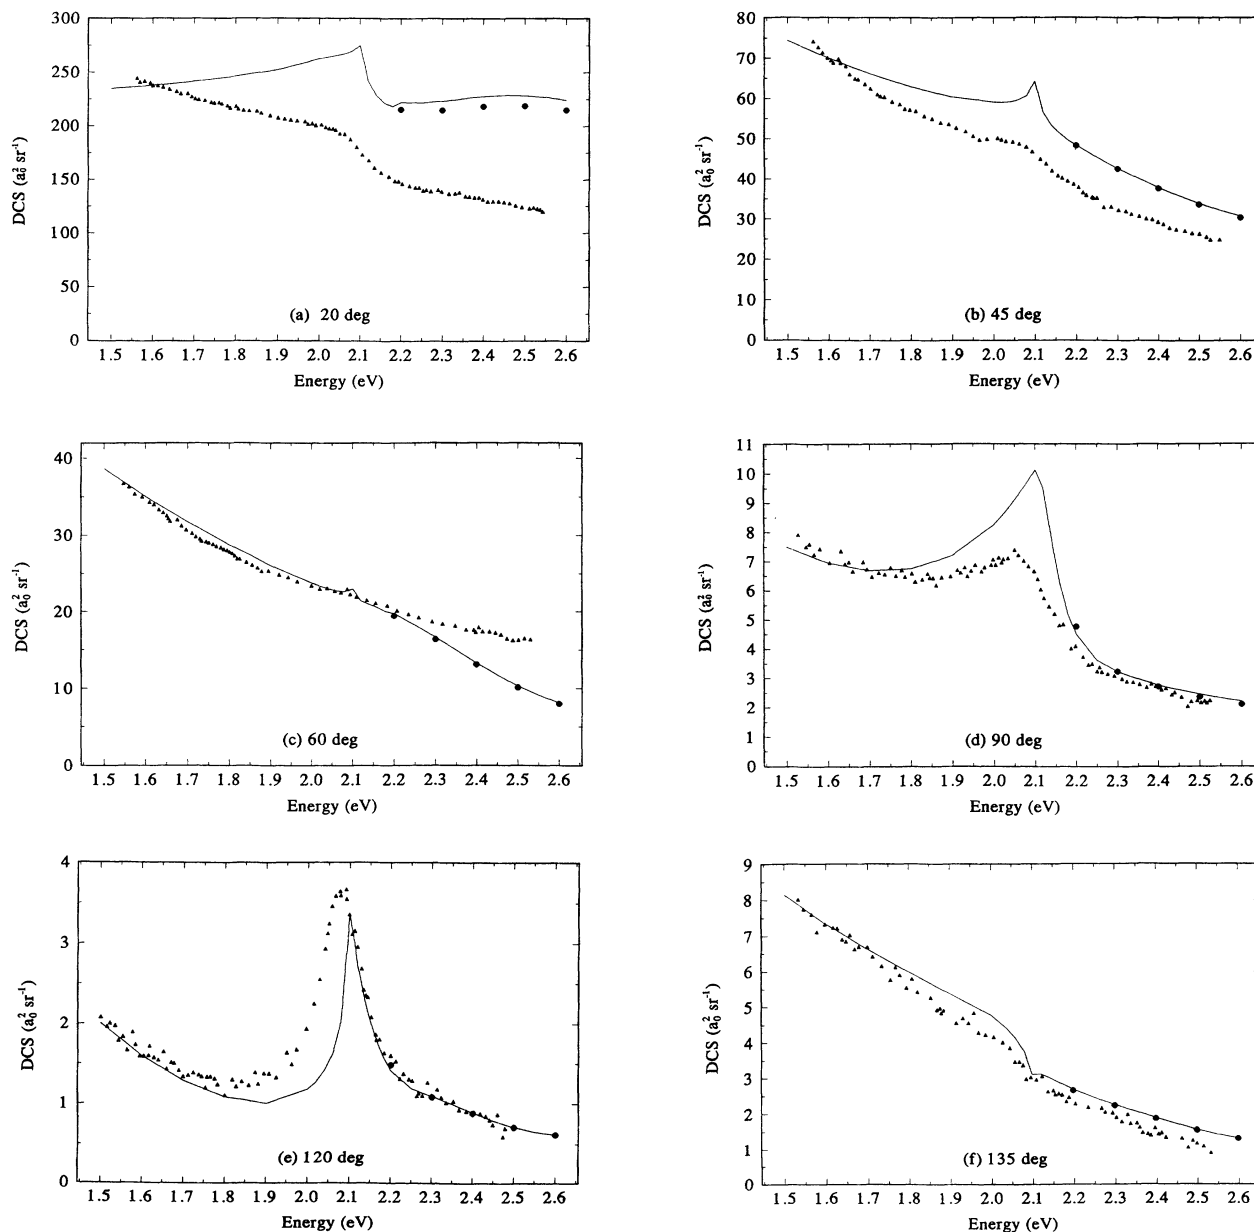 300
250
200
150
100
50
0
DCS (a₀² sr⁻¹)
(a) 20 deg
1.5 1.6 1.7 1.8 1.9 2.0 2.1 2.2 2.3 2.4 2.5 2.6
Energy (eV)
80
70
60
50
40
30
20
10
0
DCS (a₀² sr⁻¹)
(b) 45 deg
1.5 1.6 1.7 1.8 1.9 2.0 2.1 2.2 2.3 2.4 2.5 2.6
Energy (eV)
40
30
20
10
0
DCS (a₀² sr⁻¹)
(c) 60 deg
1.5 1.6 1.7 1.8 1.9 2.0 2.1 2.2 2.3 2.4 2.5 2.6
Energy (eV)
11
10
9
8
7
6
5
4
3
2
1
0
DCS (a₀² sr⁻¹)
(d) 90 deg
1.5 1.6 1.7 1.8 1.9 2.0 2.1 2.2 2.3 2.4 2.5 2.6
Energy (eV)
4
3
2
1
0
DCS (a₀² sr⁻¹)
(e) 120 deg
1.5 1.6 1.7 1.8 1.9 2.0 2.1 2.2 2.3 2.4 2.5 2.6
Energy (eV)
9
8
7
6
5
4
3
2
1
0
DCS (a₀² sr⁻¹)
(f) 135 deg
1.5 1.6 1.7 1.8 1.9 2.0 2.1 2.2 2.3 2.4 2.5 2.6
Energy (eV)